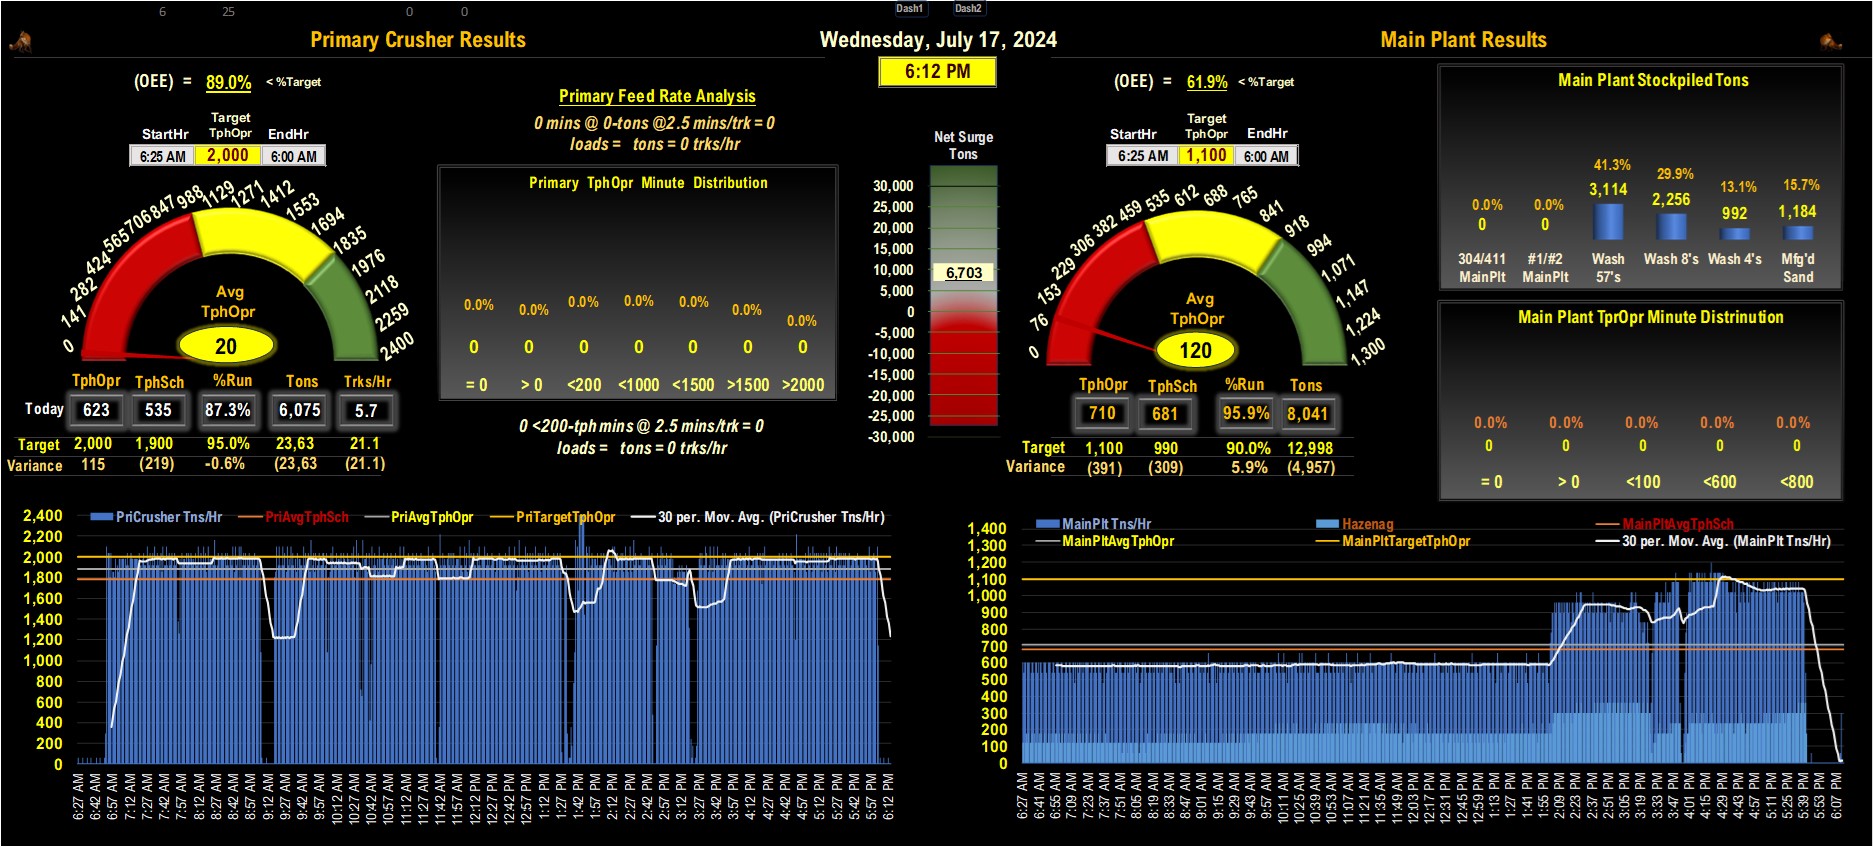 6 25 0 0 Dash1 Dash2
Primary Crusher Results
Wednesday, July 17, 2024
Main Plant Results
6:12 PM
(OEE) = 89.0% < %Target
Target
StartHr TphOpr EndHr
6:25 AM 2,000 6:00 AM
0 141 282 424 565 706 847 988 1129 1271 1412 1553 1694 1835 1976 2118 2259 2400
Avg
TphOpr
20
TphOpr TphSch %Run Tons Trks/Hr
Today 623 535 87.3% 6,075 5.7
Target 2,000 1,900 95.0% 23,63 21.1
Variance 115 (219) -0.6% (23,63 (21.1)
Primary Feed Rate Analysis
0 mins @ 0-tons @2.5 mins/trk = 0
loads = tons = 0 trks/hr
Primary TphOpr Minute Distribution
0.0% 0.0% 0.0% 0.0% 0.0% 0.0% 0.0%
0 0 0 0 0 0 0
= 0 > 0 <200 <1000 <1500 >1500 >2000
0 <200-tph mins @ 2.5 mins/trk = 0
loads = tons = 0 trks/hr
Net Surge
Tons
30,000
25,000
20,000
15,000
10,000
6,703
5,000
0
-5,000
-10,000
-15,000
-20,000
-25,000
-30,000
(OEE) = 61.9% < %Target
Target
StartHr TphOpr EndHr
6:25 AM 1,100 6:00 AM
0 76 153 229 306 382 459 535 612 688 765 841 918 994 1,071 1,147 1,224 1,300
Avg
TphOpr
120
TphOpr TphSch %Run Tons
710 681 95.9% 8,041
Target 1,100 990 90.0% 12,998
Variance (391) (309) 5.9% (4,957)
Main Plant Stockpiled Tons
0.0% 0.0% 41.3% 29.9% 13.1% 15.7%
0 0 3,114 2,256 992 1,184
304/411 #1/#2 Wash Wash 8's Wash 4's Mfg'd
MainPlt MainPlt 57's Sand
Main Plant TprOpr Minute Distrinution
0.0% 0.0% 0.0% 0.0% 0.0%
0 0 0 0 0
= 0 > 0 <100 <600 <800
PriCrusher Tns/Hr PriAvgTphSch PriAvgTphOpr PriTargetTphOpr 30 per. Mov. Avg. (PriCrusher Tns/Hr)
2,400
2,200
2,000
1,800
1,600
1,400
1,200
1,000
800
600
400
200
0
6:27 AM 6:42 AM 6:57 AM 7:12 AM 7:27 AM 7:42 AM 7:57 AM 8:12 AM 8:27 AM 8:42 AM 8:57 AM 9:12 AM 9:27 AM 9:42 AM 9:57 AM 10:12 AM 10:27 AM 10:42 AM 10:57 AM 11:12 AM 11:27 AM 11:42 AM 11:57 AM 12:12 PM 12:27 PM 12:42 PM 12:57 PM 1:12 PM 1:27 PM 1:42 PM 1:57 PM 2:12 PM 2:27 PM 2:42 PM 2:57 PM 3:12 PM 3:27 PM 3:42 PM 3:57 PM 4:12 PM 4:27 PM 4:42 PM 4:57 PM 5:12 PM 5:27 PM 5:42 PM 5:57 PM 6:12 PM
MainPlt Tns/Hr Hazenag MainPltAvgTphSch
MainPltAvgTphOpr MainPltTargetTphOpr 30 per. Mov. Avg. (MainPlt Tns/Hr)
1,400
1,300
1,200
1,100
1,000
900
800
700
600
500
400
300
200
100
0
6:27 AM 6:41 AM 6:55 AM 7:09 AM 7:23 AM 7:37 AM 7:51 AM 8:05 AM 8:19 AM 8:33 AM 8:47 AM 9:01 AM 9:15 AM 9:29 AM 9:43 AM 9:57 AM 10:11 AM 10:25 AM 10:39 AM 10:53 AM 11:07 AM 11:21 AM 11:35 AM 11:49 AM 12:03 PM 12:17 PM 12:31 PM 12:45 PM 12:59 PM 1:13 PM 1:27 PM 1:41 PM 1:55 PM 2:09 PM 2:23 PM 2:37 PM 2:51 PM 3:05 PM 3:19 PM 3:33 PM 3:47 PM 4:01 PM 4:15 PM 4:29 PM 4:43 PM 4:57 PM 5:11 PM 5:25 PM 5:39 PM 5:53 PM 6:07 PM